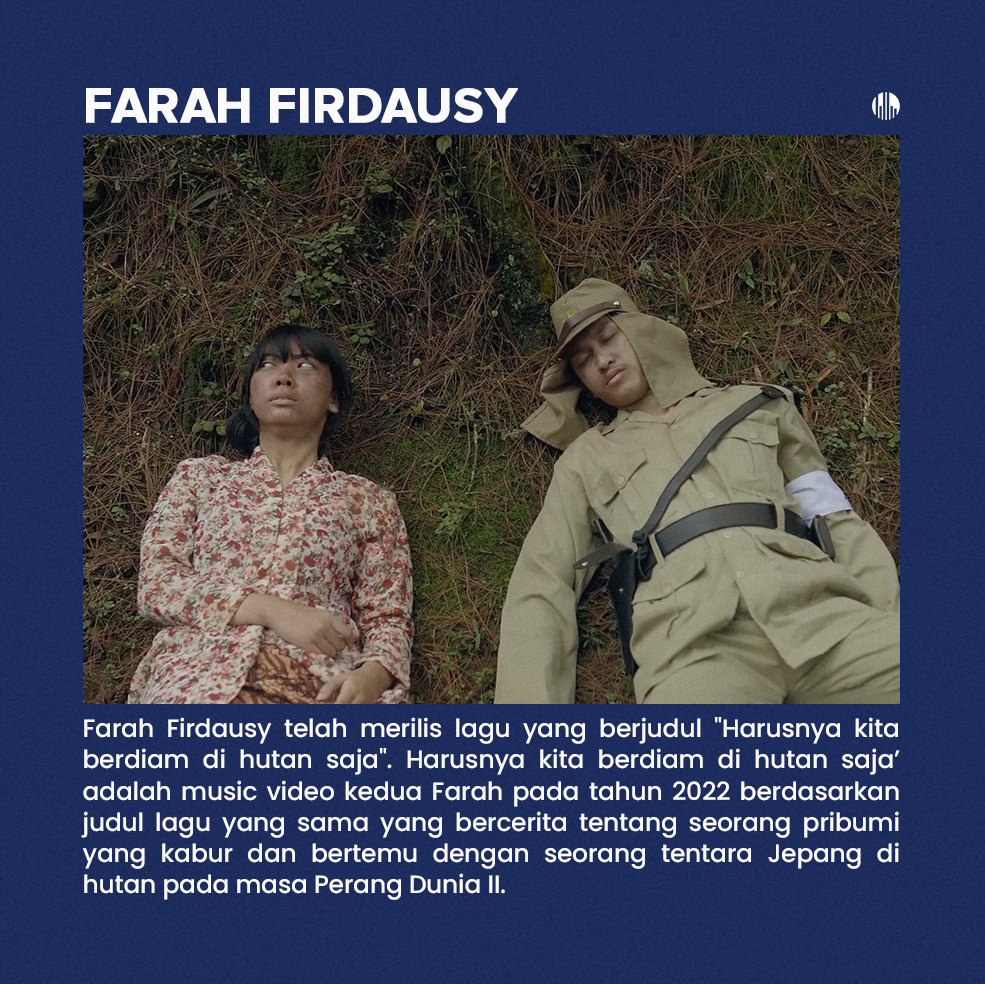 FARAH FIRDAUSY
Farah Firdausy telah merilis lagu yang berjudul "Harusnya kita
berdiam di hutan saja". Harusnya kita berdiam di hutan saja’
adalah music video kedua Farah pada tahun 2022 berdasarkan
judul lagu yang sama yang bercerita tentang seorang pribumi
yang kabur dan bertemu dengan seorang tentara Jepang di
hutan pada masa Perang Dunia II.